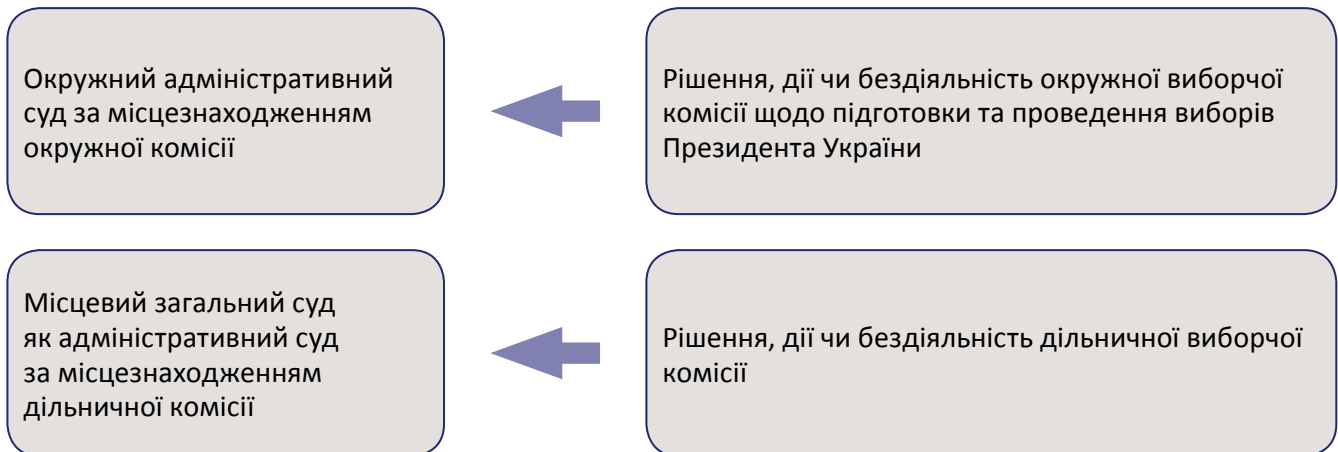 Окружний адміністративний
суд за місцезнаходженням
окружної комісії
Рішення, дії чи бездіяльність окружної виборчої
комісії щодо підготовки та проведення виборів
Президента України
Місцевий загальний суд
як адміністративний суд
за місцезнаходженням
дільничної комісії
Рішення, дії чи бездіяльність дільничної виборчої
комісії